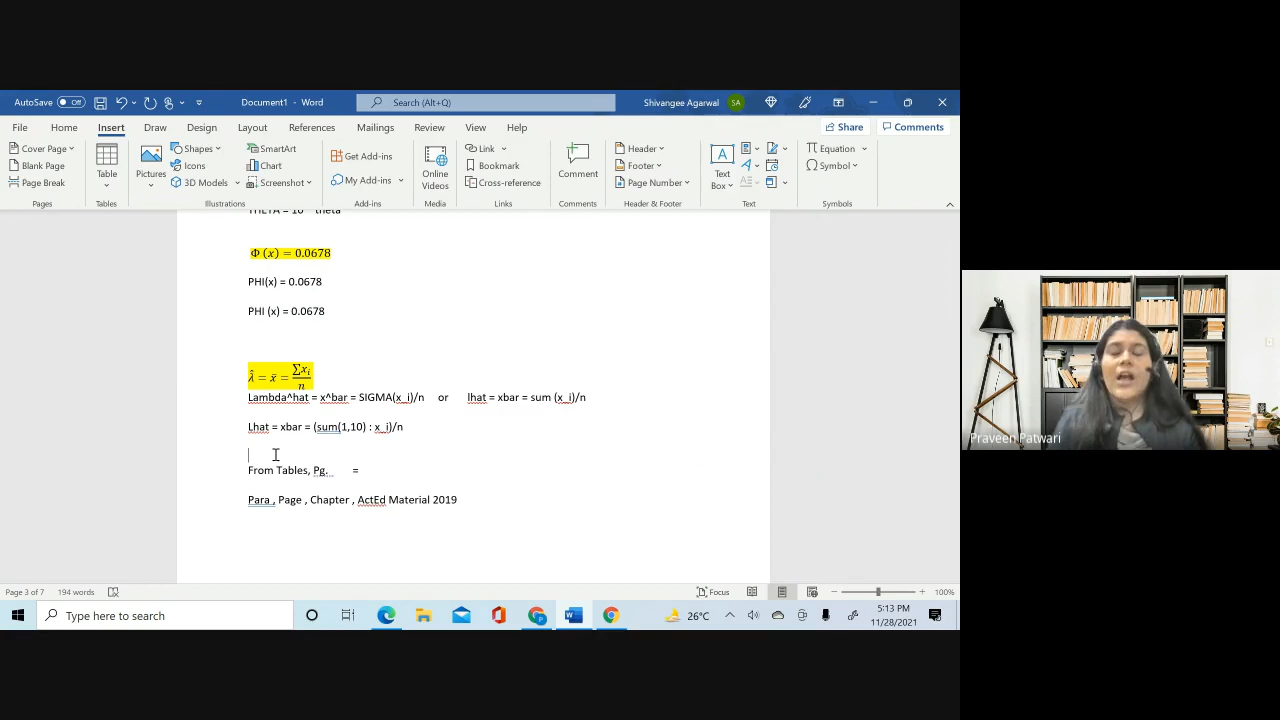 AutoSave Off Document1 - Word Search (Alt+Q) Shivangee Agarwal SA
File Home Insert Draw Design Layout References Mailings Review View Help Share Comments
Cover Page
Blank Page
Page Break
Pages
Table
Tables
Pictures
Shapes
Icons
3D Models
SmartArt
Chart
Screenshot
Illustrations
Get Add-ins
My Add-ins
Add-ins
Online
Videos
Media
Link
Bookmark
Cross-reference
Links
Comment
Comments
Header
Footer
Page Number
Header & Footer
Text
Box
Text
Equation
Symbol
Symbols
THETA = 10 theta
Φ (x) = 0.0678
PHI(x) = 0.0678
PHI (x) = 0.0678
λ̂ = x̄ = ∑xᵢ/n
Lambda^hat = x^bar = SIGMA(x_i)/n or lhat = xbar = sum (x_i)/n
Lhat = xbar = (sum(1,10) : x_i)/n
From Tables, Pg. =
Para , Page , Chapter , ActEd Material 2019
Praveen Patwari
Page 3 of 7 194 words Focus 100%
Type here to search 26°C 5:13 PM
11/28/2021